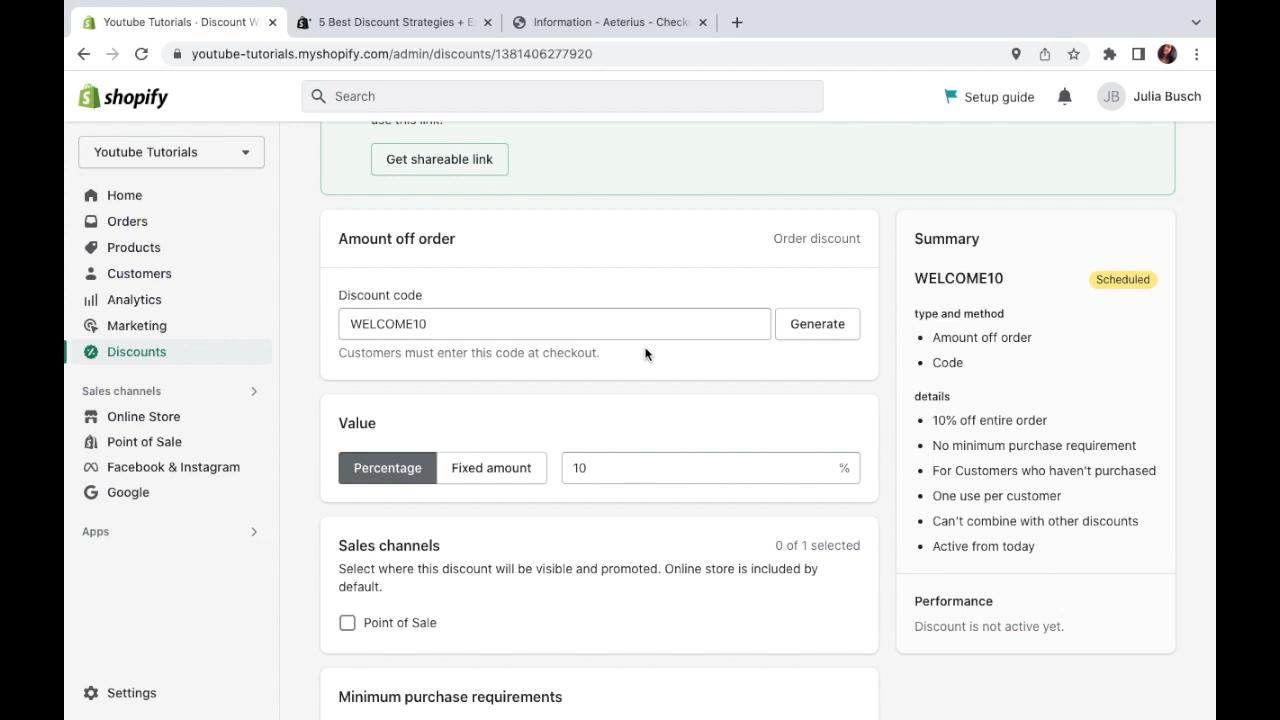 Youtube Tutorials · Discount W
5 Best Discount Strategies + E
Information - Aeterius - Check
youtube-tutorials.myshopify.com/admin/discounts/1381406277920
shopify
Search
Setup guide
JB
Julia Busch
Youtube Tutorials
Home
Orders
Products
Customers
Analytics
Marketing
Discounts
Sales channels
Online Store
Point of Sale
Facebook & Instagram
Google
Apps
Settings
use this link.
Get shareable link
Amount off order
Order discount
Discount code
WELCOME10
Generate
Customers must enter this code at checkout.
Value
Percentage
Fixed amount
10
%
Sales channels
0 of 1 selected
Select where this discount will be visible and promoted. Online store is included by
default.
Point of Sale
Minimum purchase requirements
Summary
WELCOME10
Scheduled
type and method
• Amount off order
• Code
details
• 10% off entire order
• No minimum purchase requirement
• For Customers who haven't purchased
• One use per customer
• Can't combine with other discounts
• Active from today
Performance
Discount is not active yet.